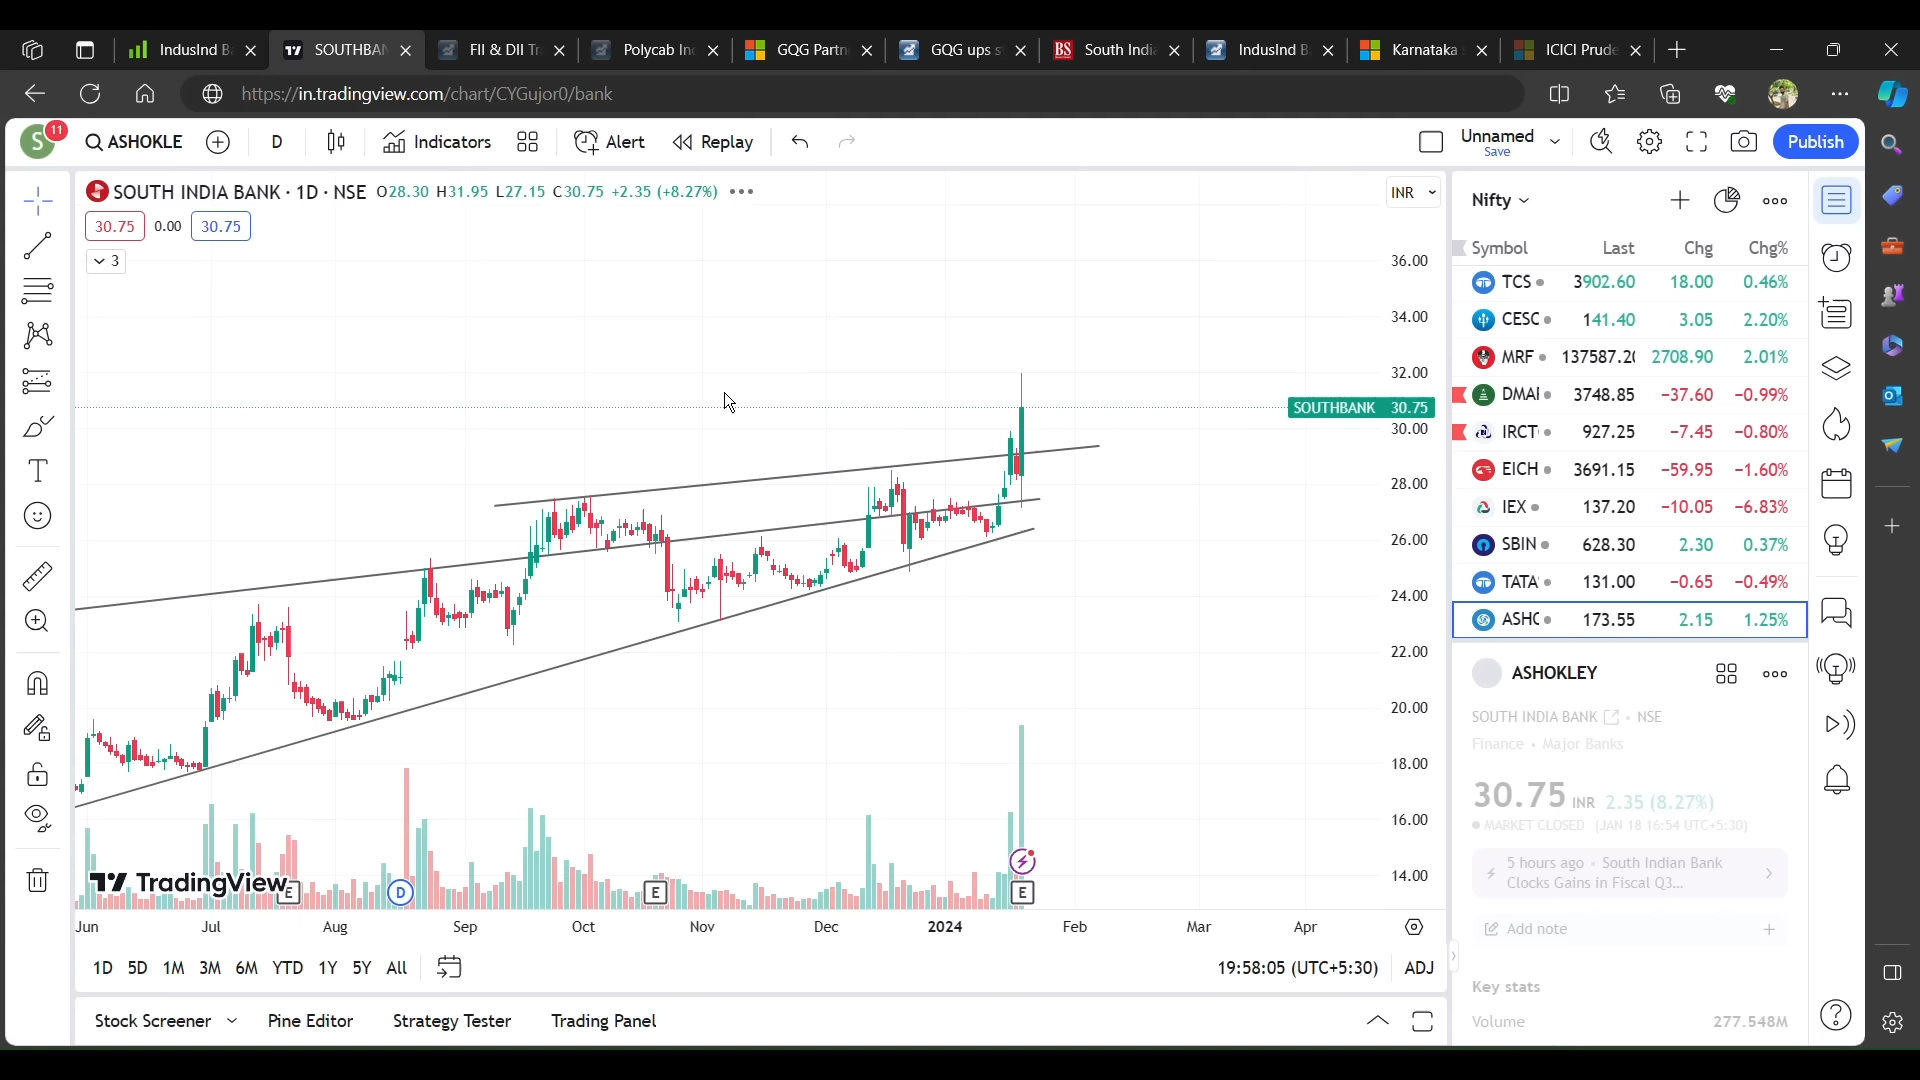 IndusInd B
SOUTHBAN
FII & DII Tr
Polycab Inc
GQG Partn
GQG ups s
BS South India
IndusInd B
Karnataka
ICICI Prude
https://in.tradingview.com/chart/CYGujor0/bank
S 11 ASHOKLE D Indicators Alert Replay Unnamed Save Publish
SOUTH INDIA BANK · 1D · NSE O28.30 H31.95 L27.15 C30.75 +2.35 (+8.27%)
INR
30.75 0.00 30.75
3
36.00
34.00
32.00
SOUTHBANK 30.75
30.00
28.00
26.00
24.00
22.00
20.00
18.00
16.00
14.00
TradingView
E D E E
Jun Jul Aug Sep Oct Nov Dec 2024 Feb Mar Apr
1D 5D 1M 3M 6M YTD 1Y 5Y All 19:58:05 (UTC+5:30) ADJ
Stock Screener Pine Editor Strategy Tester Trading Panel
Nifty
Symbol Last Chg Chg%
TCS 3902.60 18.00 0.46%
CESC 141.40 3.05 2.20%
MRF 137587.20 2708.90 2.01%
DMAI 3748.85 −37.60 −0.99%
IRCT 927.25 −7.45 −0.80%
EICH 3691.15 −59.95 −1.60%
IEX 137.20 −10.05 −6.83%
SBIN 628.30 2.30 0.37%
TATA 131.00 −0.65 −0.49%
ASHC 173.55 2.15 1.25%
ASHOKLEY
SOUTH INDIA BANK • NSE
Finance • Major Banks
30.75 INR 2.35 (8.27%)
MARKET CLOSED (JAN 18 16:54 UTC+5:30)
5 hours ago · South Indian Bank
Clocks Gains in Fiscal Q3...
Add note
Key stats
Volume 277.548M